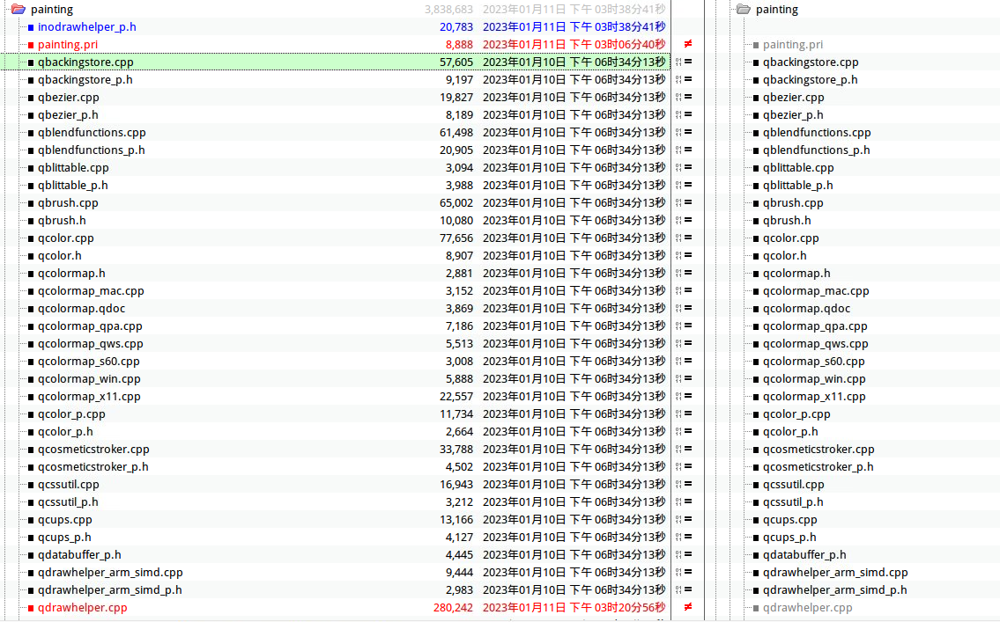 painting 3,838,683 2023年01月11日 下午 03时38分41秒 painting
inodrawhelper_p.h 20,783 2023年01月11日 下午 03时38分41秒
painting.pri 8,888 2023年01月11日 下午 03时06分40秒 ≠ painting.pri
qbackingstore.cpp 57,605 2023年01月10日 下午 06时34分13秒 = qbackingstore.cpp
qbackingstore_p.h 9,197 2023年01月10日 下午 06时34分13秒 = qbackingstore_p.h
qbezier.cpp 19,827 2023年01月10日 下午 06时34分13秒 = qbezier.cpp
qbezier_p.h 8,189 2023年01月10日 下午 06时34分13秒 = qbezier_p.h
qblendfunctions.cpp 61,498 2023年01月10日 下午 06时34分13秒 = qblendfunctions.cpp
qblendfunctions_p.h 20,905 2023年01月10日 下午 06时34分13秒 = qblendfunctions_p.h
qblittable.cpp 3,094 2023年01月10日 下午 06时34分13秒 = qblittable.cpp
qblittable_p.h 3,988 2023年01月10日 下午 06时34分13秒 = qblittable_p.h
qbrush.cpp 65,002 2023年01月10日 下午 06时34分13秒 = qbrush.cpp
qbrush.h 10,080 2023年01月10日 下午 06时34分13秒 = qbrush.h
qcolor.cpp 77,656 2023年01月10日 下午 06时34分13秒 = qcolor.cpp
qcolor.h 8,907 2023年01月10日 下午 06时34分13秒 = qcolor.h
qcolormap.h 2,881 2023年01月10日 下午 06时34分13秒 = qcolormap.h
qcolormap_mac.cpp 3,152 2023年01月10日 下午 06时34分13秒 = qcolormap_mac.cpp
qcolormap.qdoc 3,869 2023年01月10日 下午 06时34分13秒 = qcolormap.qdoc
qcolormap_qpa.cpp 7,186 2023年01月10日 下午 06时34分13秒 = qcolormap_qpa.cpp
qcolormap_qws.cpp 5,513 2023年01月10日 下午 06时34分13秒 = qcolormap_qws.cpp
qcolormap_s60.cpp 3,008 2023年01月10日 下午 06时34分13秒 = qcolormap_s60.cpp
qcolormap_win.cpp 5,888 2023年01月10日 下午 06时34分13秒 = qcolormap_win.cpp
qcolormap_x11.cpp 22,557 2023年01月10日 下午 06时34分13秒 = qcolormap_x11.cpp
qcolor_p.cpp 11,734 2023年01月10日 下午 06时34分13秒 = qcolor_p.cpp
qcolor_p.h 2,664 2023年01月10日 下午 06时34分13秒 = qcolor_p.h
qcosmeticstroker.cpp 33,788 2023年01月10日 下午 06时34分13秒 = qcosmeticstroker.cpp
qcosmeticstroker_p.h 4,502 2023年01月10日 下午 06时34分13秒 = qcosmeticstroker_p.h
qcssutil.cpp 16,943 2023年01月10日 下午 06时34分13秒 = qcssutil.cpp
qcssutil_p.h 3,212 2023年01月10日 下午 06时34分13秒 = qcssutil_p.h
qcups.cpp 13,166 2023年01月10日 下午 06时34分13秒 = qcups.cpp
qcups_p.h 4,127 2023年01月10日 下午 06时34分13秒 = qcups_p.h
qdatabuffer_p.h 4,445 2023年01月10日 下午 06时34分13秒 = qdatabuffer_p.h
qdrawhelper_arm_simd.cpp 9,444 2023年01月10日 下午 06时34分13秒 = qdrawhelper_arm_simd.cpp
qdrawhelper_arm_simd_p.h 2,983 2023年01月10日 下午 06时34分13秒 = qdrawhelper_arm_simd_p.h
qdrawhelper.cpp 280,242 2023年01月11日 下午 03时20分56秒 ≠ qdrawhelper.cpp